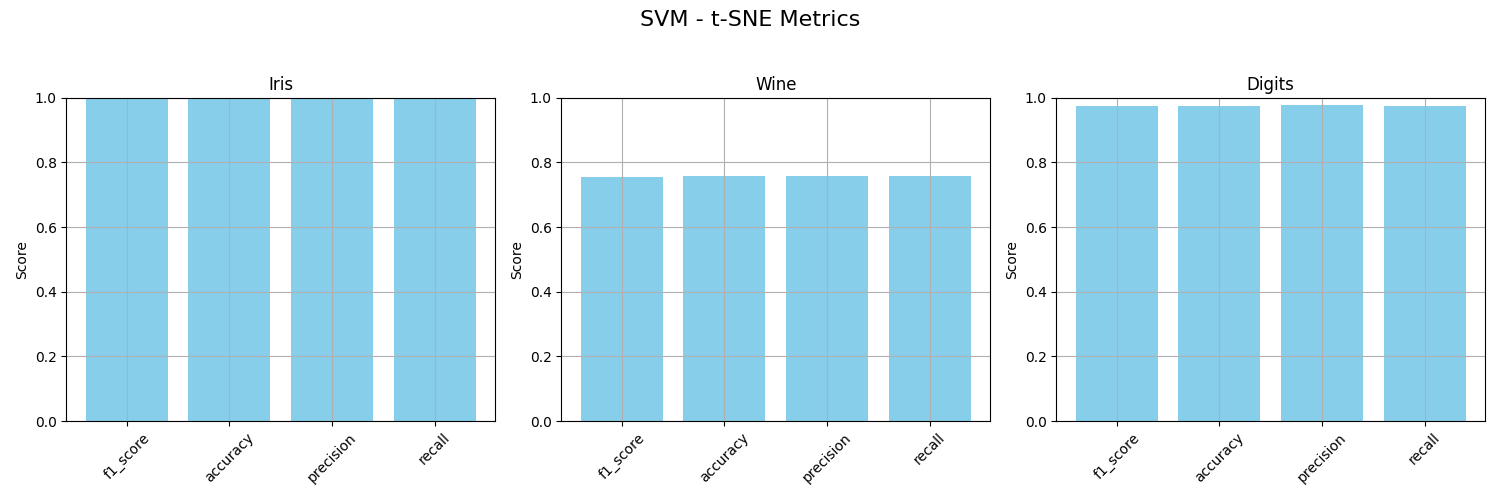 SVM - t-SNE Metrics
Iris
Score
1.0
0.8
0.6
0.4
0.2
0.0
f1_score
accuracy
precision
recall
Wine
Score
1.0
0.8
0.6
0.4
0.2
0.0
f1_score
accuracy
precision
recall
Digits
Score
1.0
0.8
0.6
0.4
0.2
0.0
f1_score
accuracy
precision
recall